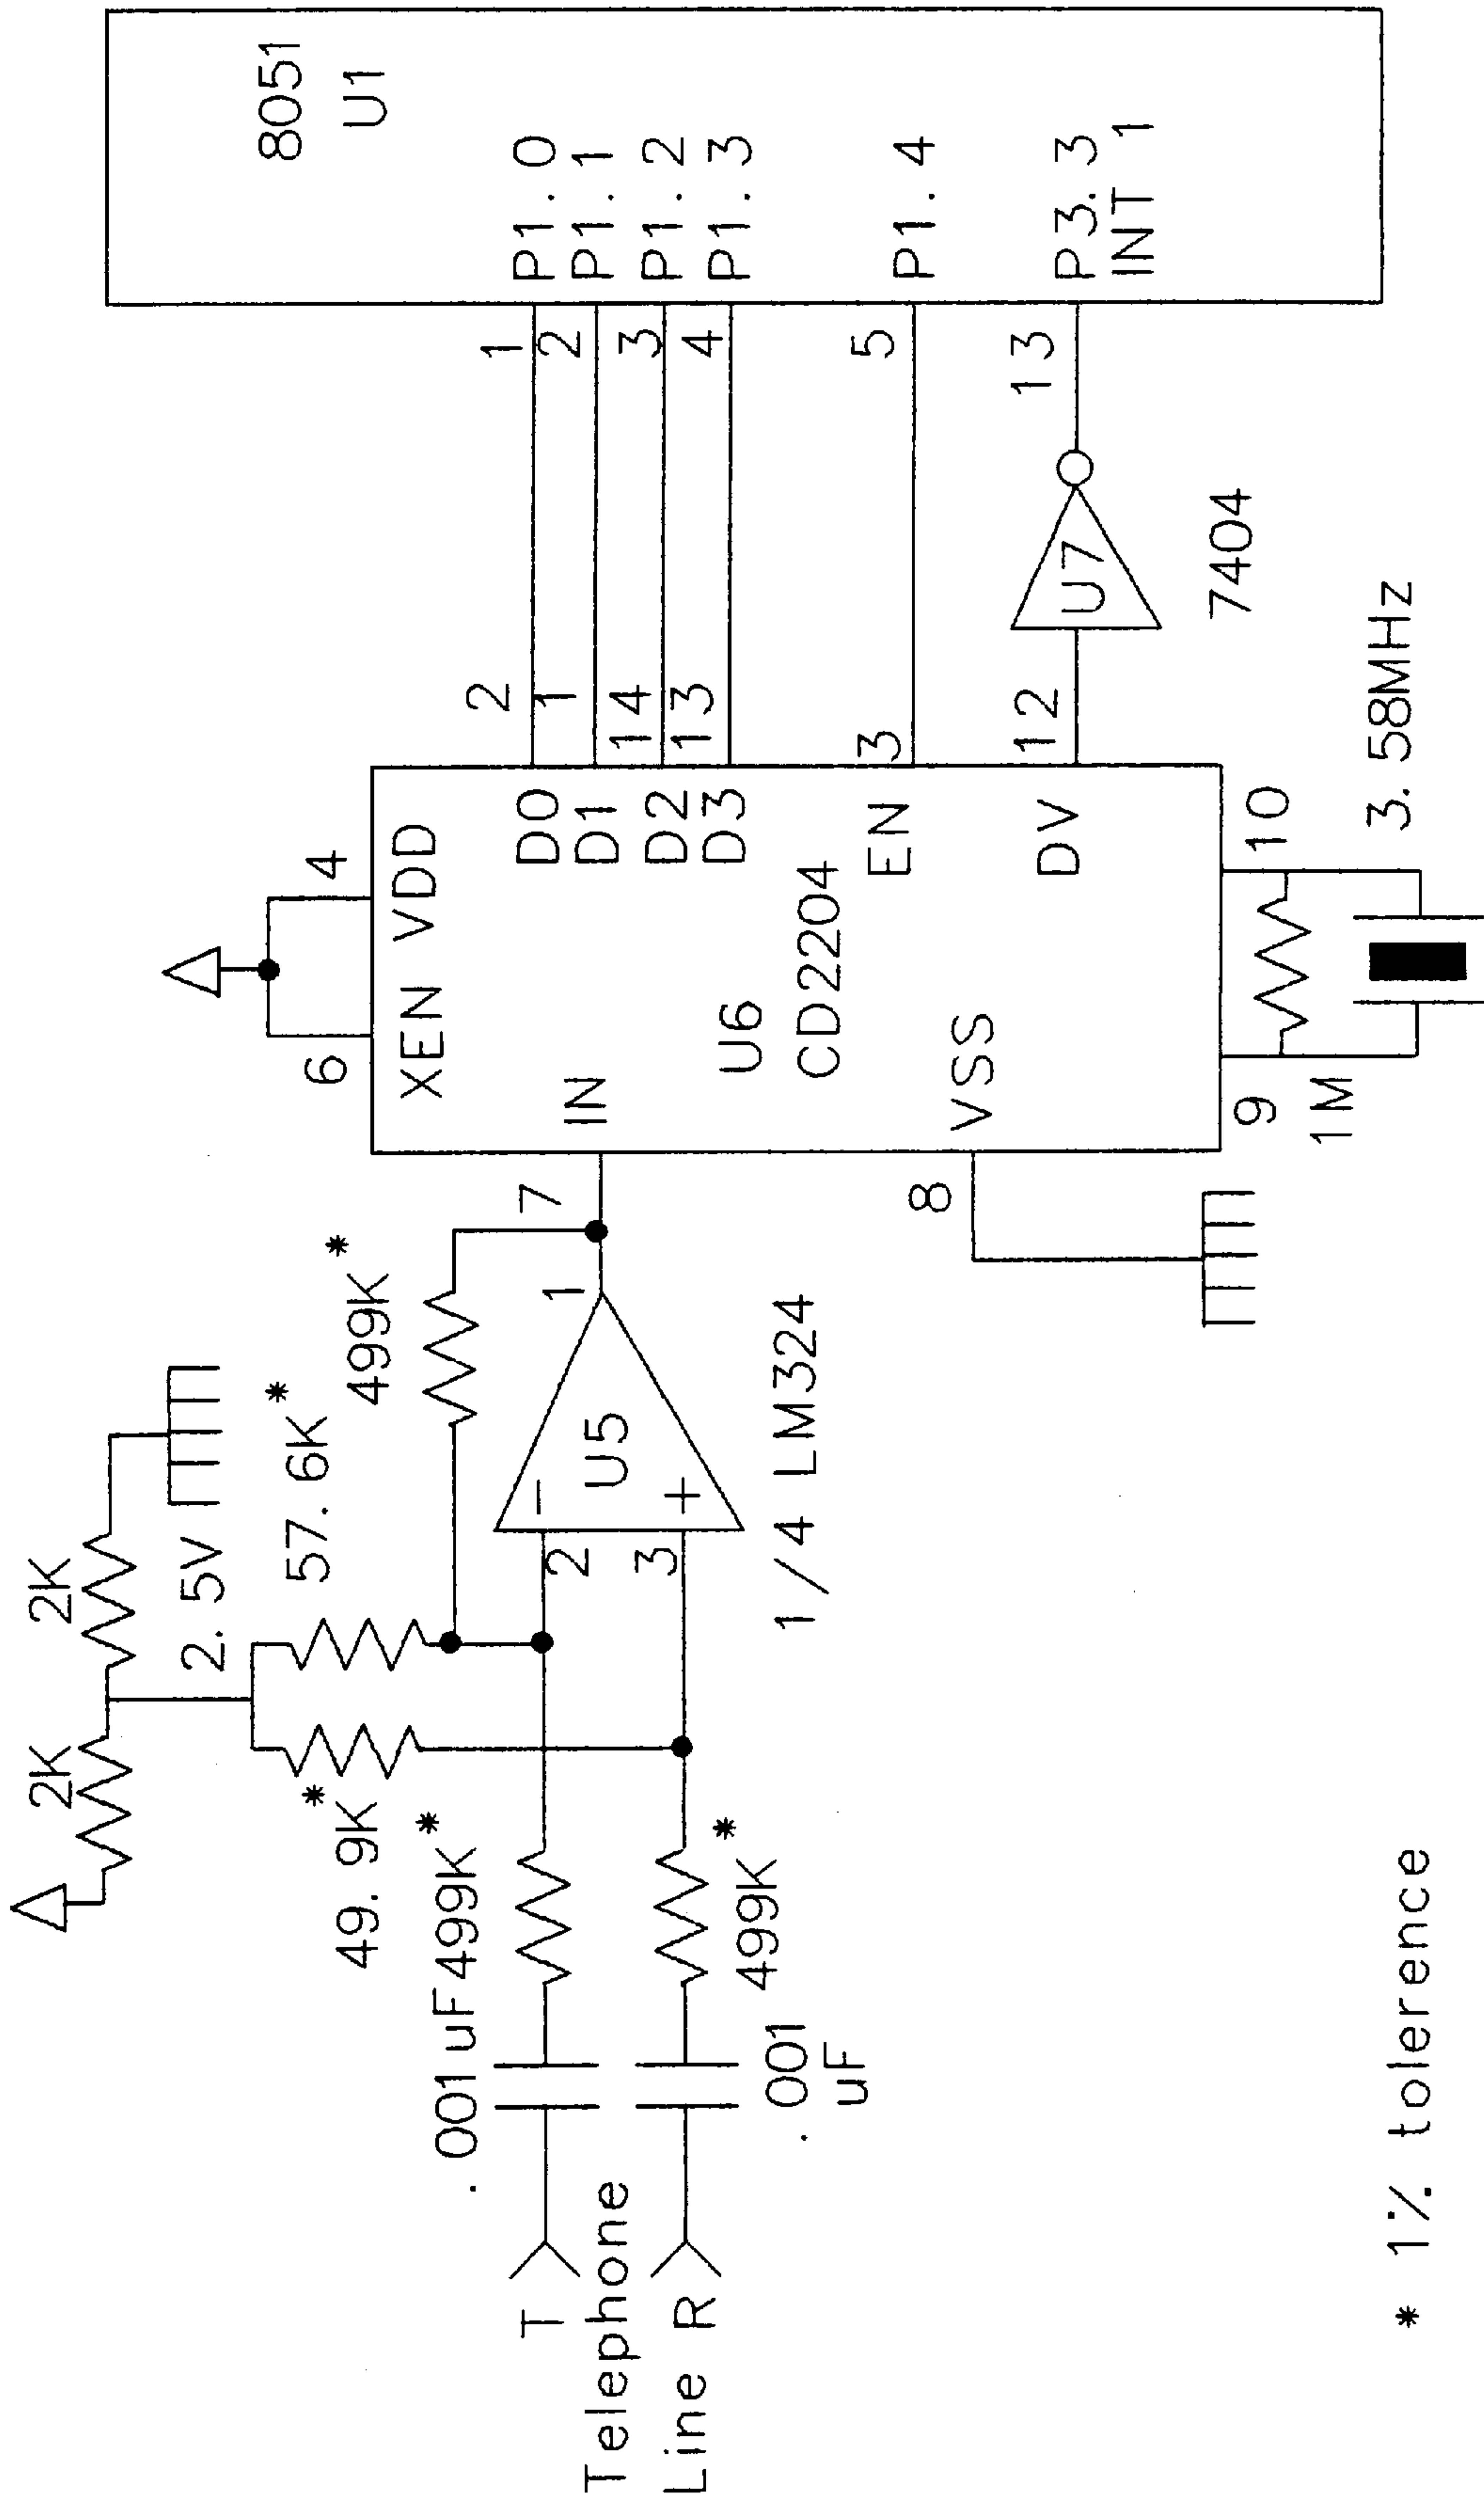 2K
2K
2.5V
49.9K*
57.6K*
499K*
.001uF
499K*
T
Telephone
Line R
.001
uF
499K*
2
3
-
+
U5
1
1/4 LM324
7
6
4
XEN
VDD
IN
U6
CD2204
VSS
8
D0
D1
D2
D3
EN
DV
9
10
1M
3.58MHz
2
1
14
13
3
12
U7
7404
1
2
3
4
5
13
8051
U1
P1.0
P1.1
P1.2
P1.3
P1.4
P3.3
INT 1
* 1% tolerence